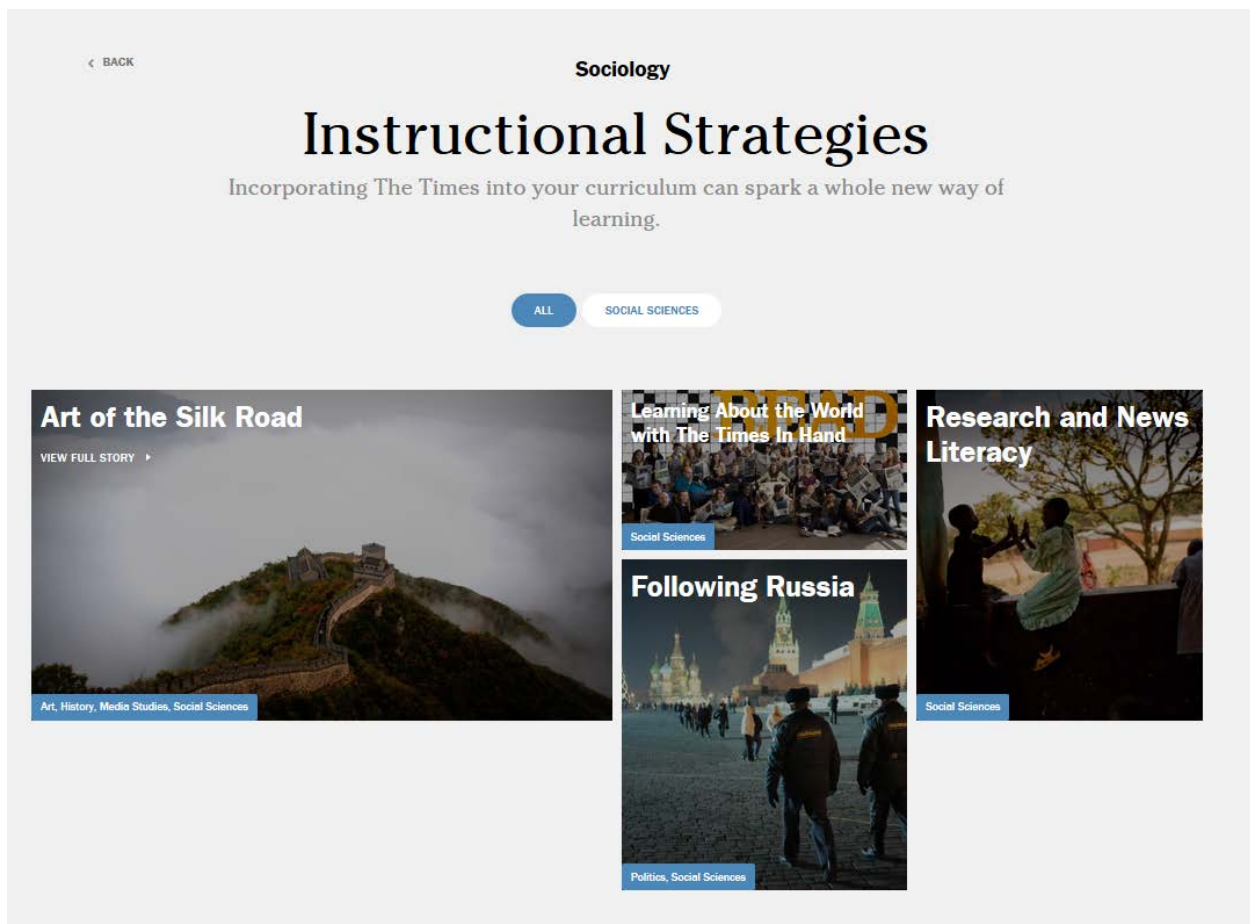 BACK
Sociology
Instructional Strategies
Incorporating The Times into your curriculum can spark a whole new way of
learning.
ALL
SOCIAL SCIENCES
Art of the Silk Road
VIEW FULL STORY
Art, History, Media Studies, Social Sciences
READ
Learning About the World
with The Times In Hand
Social Sciences
Following Russia
Politics, Social Sciences
Research and News
Literacy
Social Sciences